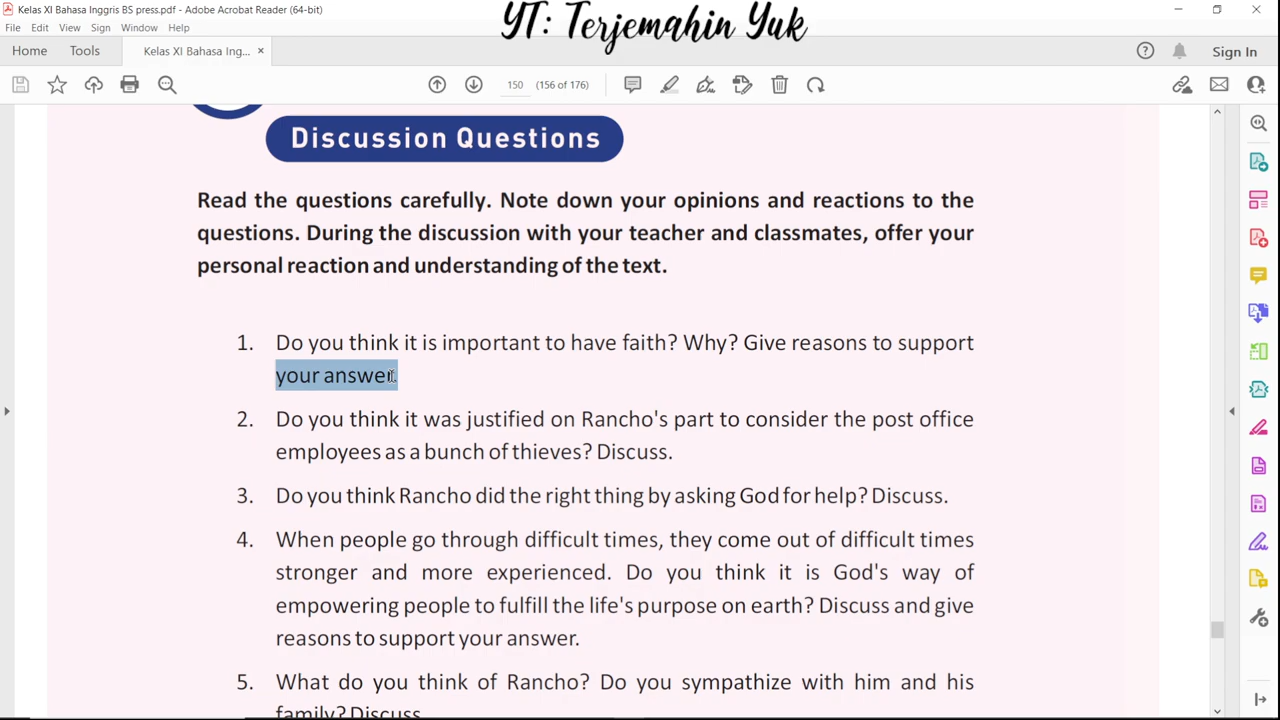 Kelas XI Bahasa Inggris BS press.pdf - Adobe Acrobat Reader (64-bit)
YT: Terjemahin Yuk
File Edit View Sign Window Help
Home Tools Kelas XI Bahasa Ing... × Sign In
150 (156 of 176)
Discussion Questions
Read the questions carefully. Note down your opinions and reactions to the
questions. During the discussion with your teacher and classmates, offer your
personal reaction and understanding of the text.
1. Do you think it is important to have faith? Why? Give reasons to support
your answer.
2. Do you think it was justified on Rancho's part to consider the post office
employees as a bunch of thieves? Discuss.
3. Do you think Rancho did the right thing by asking God for help? Discuss.
4. When people go through difficult times, they come out of difficult times
stronger and more experienced. Do you think it is God's way of
empowering people to fulfill the life's purpose on earth? Discuss and give
reasons to support your answer.
5. What do you think of Rancho? Do you sympathize with him and his
family? Discuss